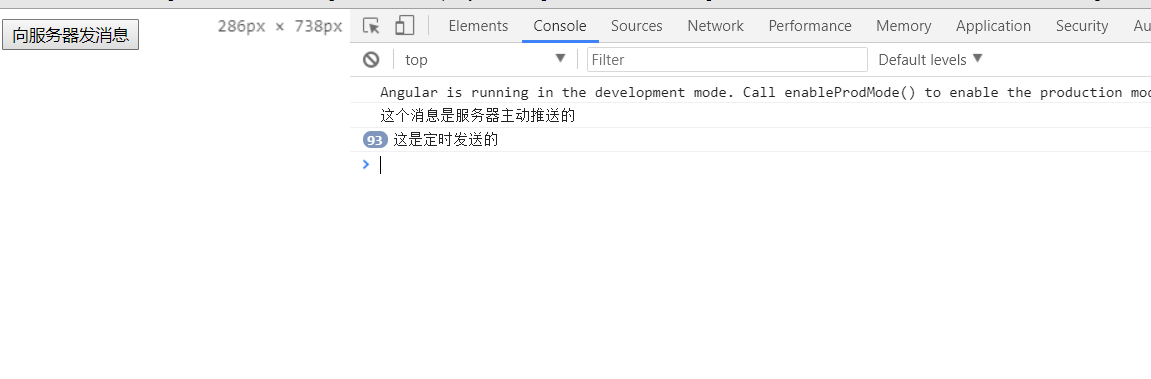 向服务器发消息
286px × 738px
Elements Console Sources Network Performance Memory Application Security Au
top Filter Default levels
Angular is running in the development mode. Call enableProdMode() to enable the production mod
这个消息是服务器主动推送的
93 这是定时发送的